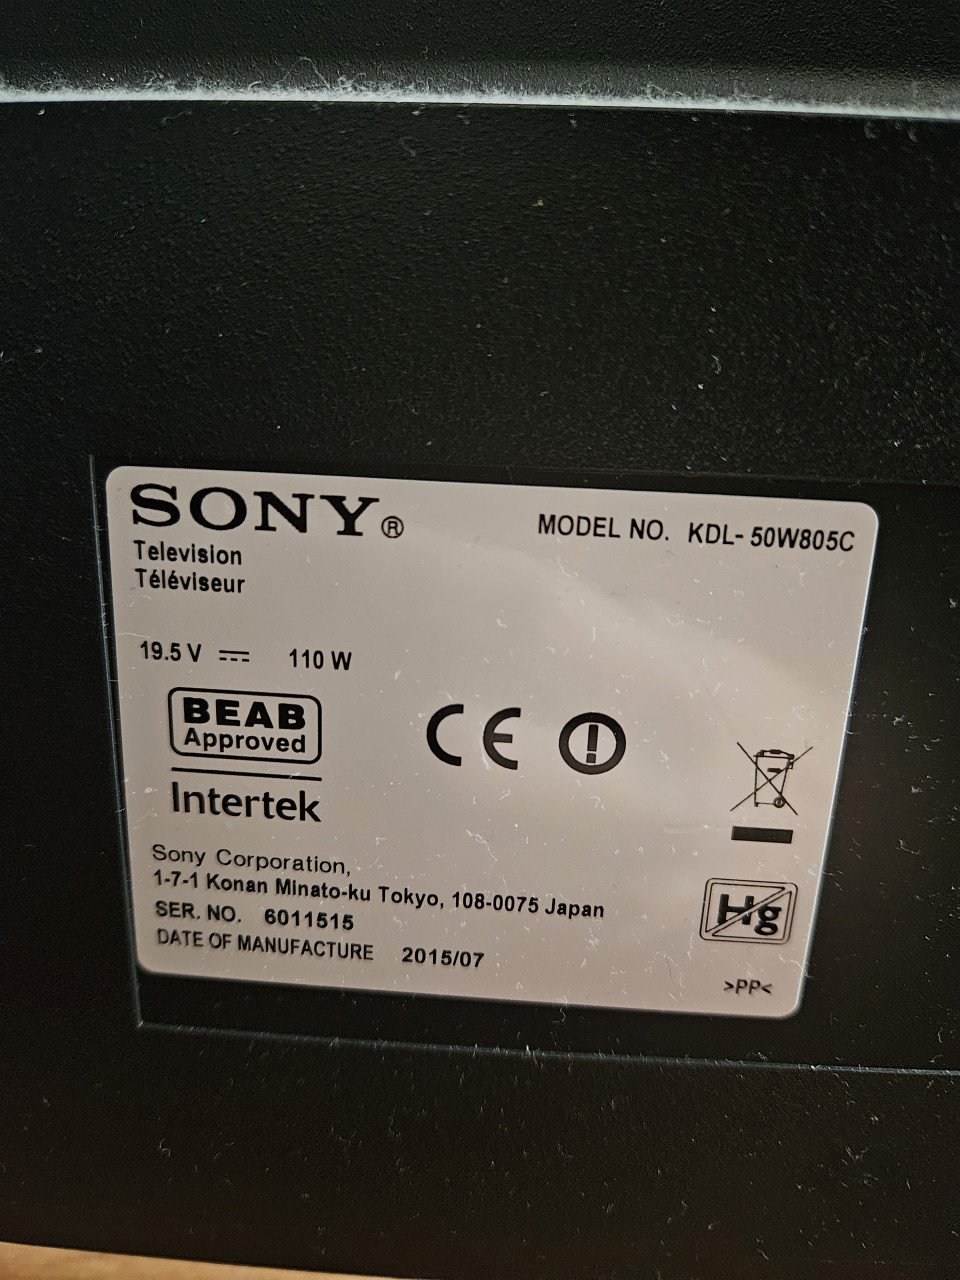 SONY®
MODEL NO. KDL- 50W805C
Television
Téléviseur
19.5 V 110 W
BEAB
Approved
Intertek
CE
Sony Corporation,
1-7-1 Konan Minato-ku Tokyo, 108-0075 Japan
SER. NO. 6011515
DATE OF MANUFACTURE 2015/07
Hg
>PP<